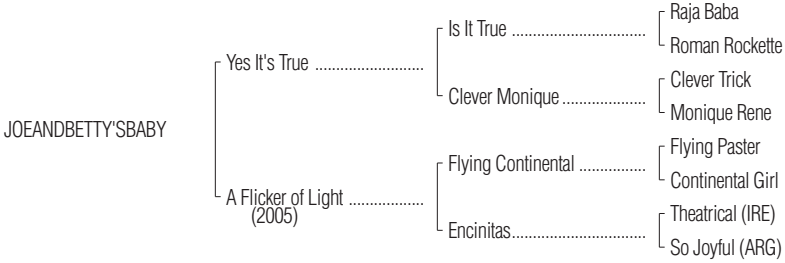 Raja Baba
Is It True ................................
Roman Rockette
Yes It's True ..........................
Clever Trick
Clever Monique ....................
Monique Rene
JOEANDBETTY'SBABY
Flying Paster
Flying Continental ................
Continental Girl
A Flicker of Light ..................
(2005)
Theatrical (IRE)
Encinitas................................
So Joyful (ARG)